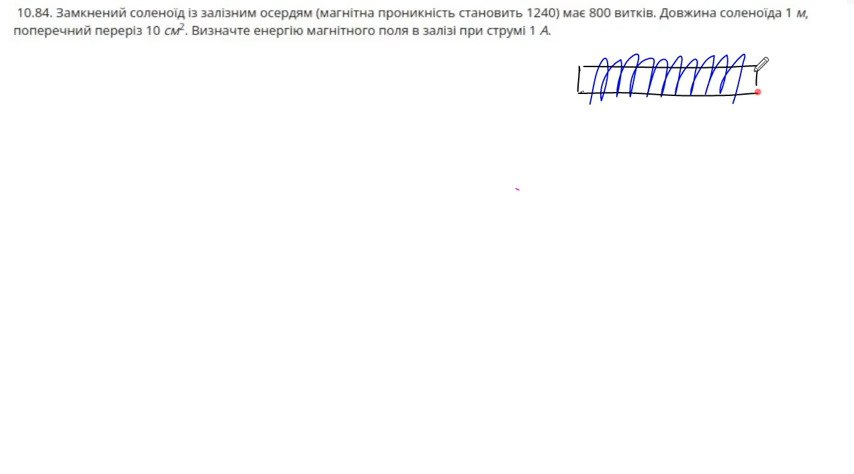 10.84. Замкнений соленоїд із залізним осердям (магнітна проникність становить 1240) має 800 витків. Довжина соленоїда 1 м,
поперечний переріз 10 см². Визначте енергію магнітного поля в залізі при струмі 1 А.